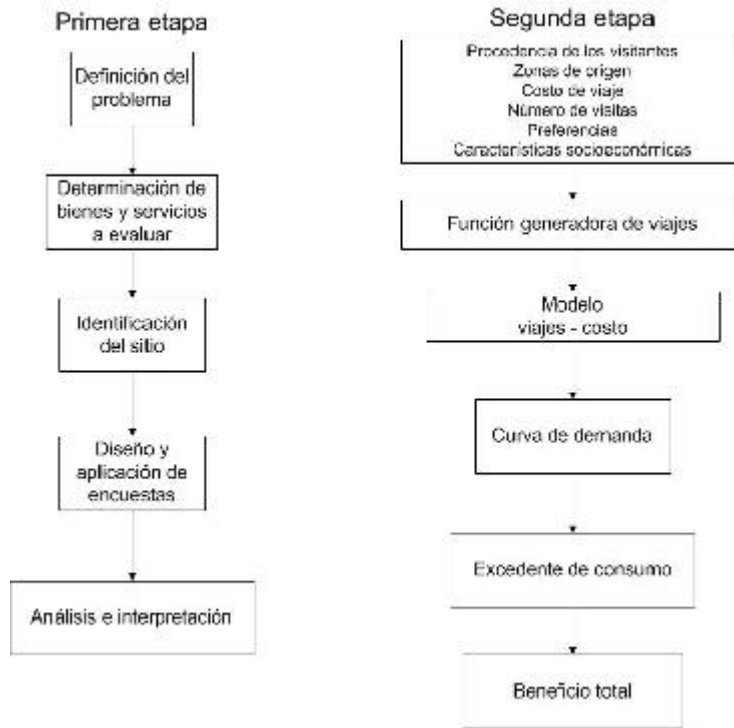 Primera etapa
Definición del
problema
Determinación de
bienes y servicios
a evaluar
Identificación
del sitio
Diseño y
aplicación de
encuestas
Análisis e interpretación
Segunda etapa
Procedencia de los visitantes
Zonas de origen
Costo de viaje
Número de visitas
Preferencias
Características socioeconómicas
Función generadora de viajes
Modelo
viajes - costo
Curva de demanda
Excedente de consumo
Beneficio total